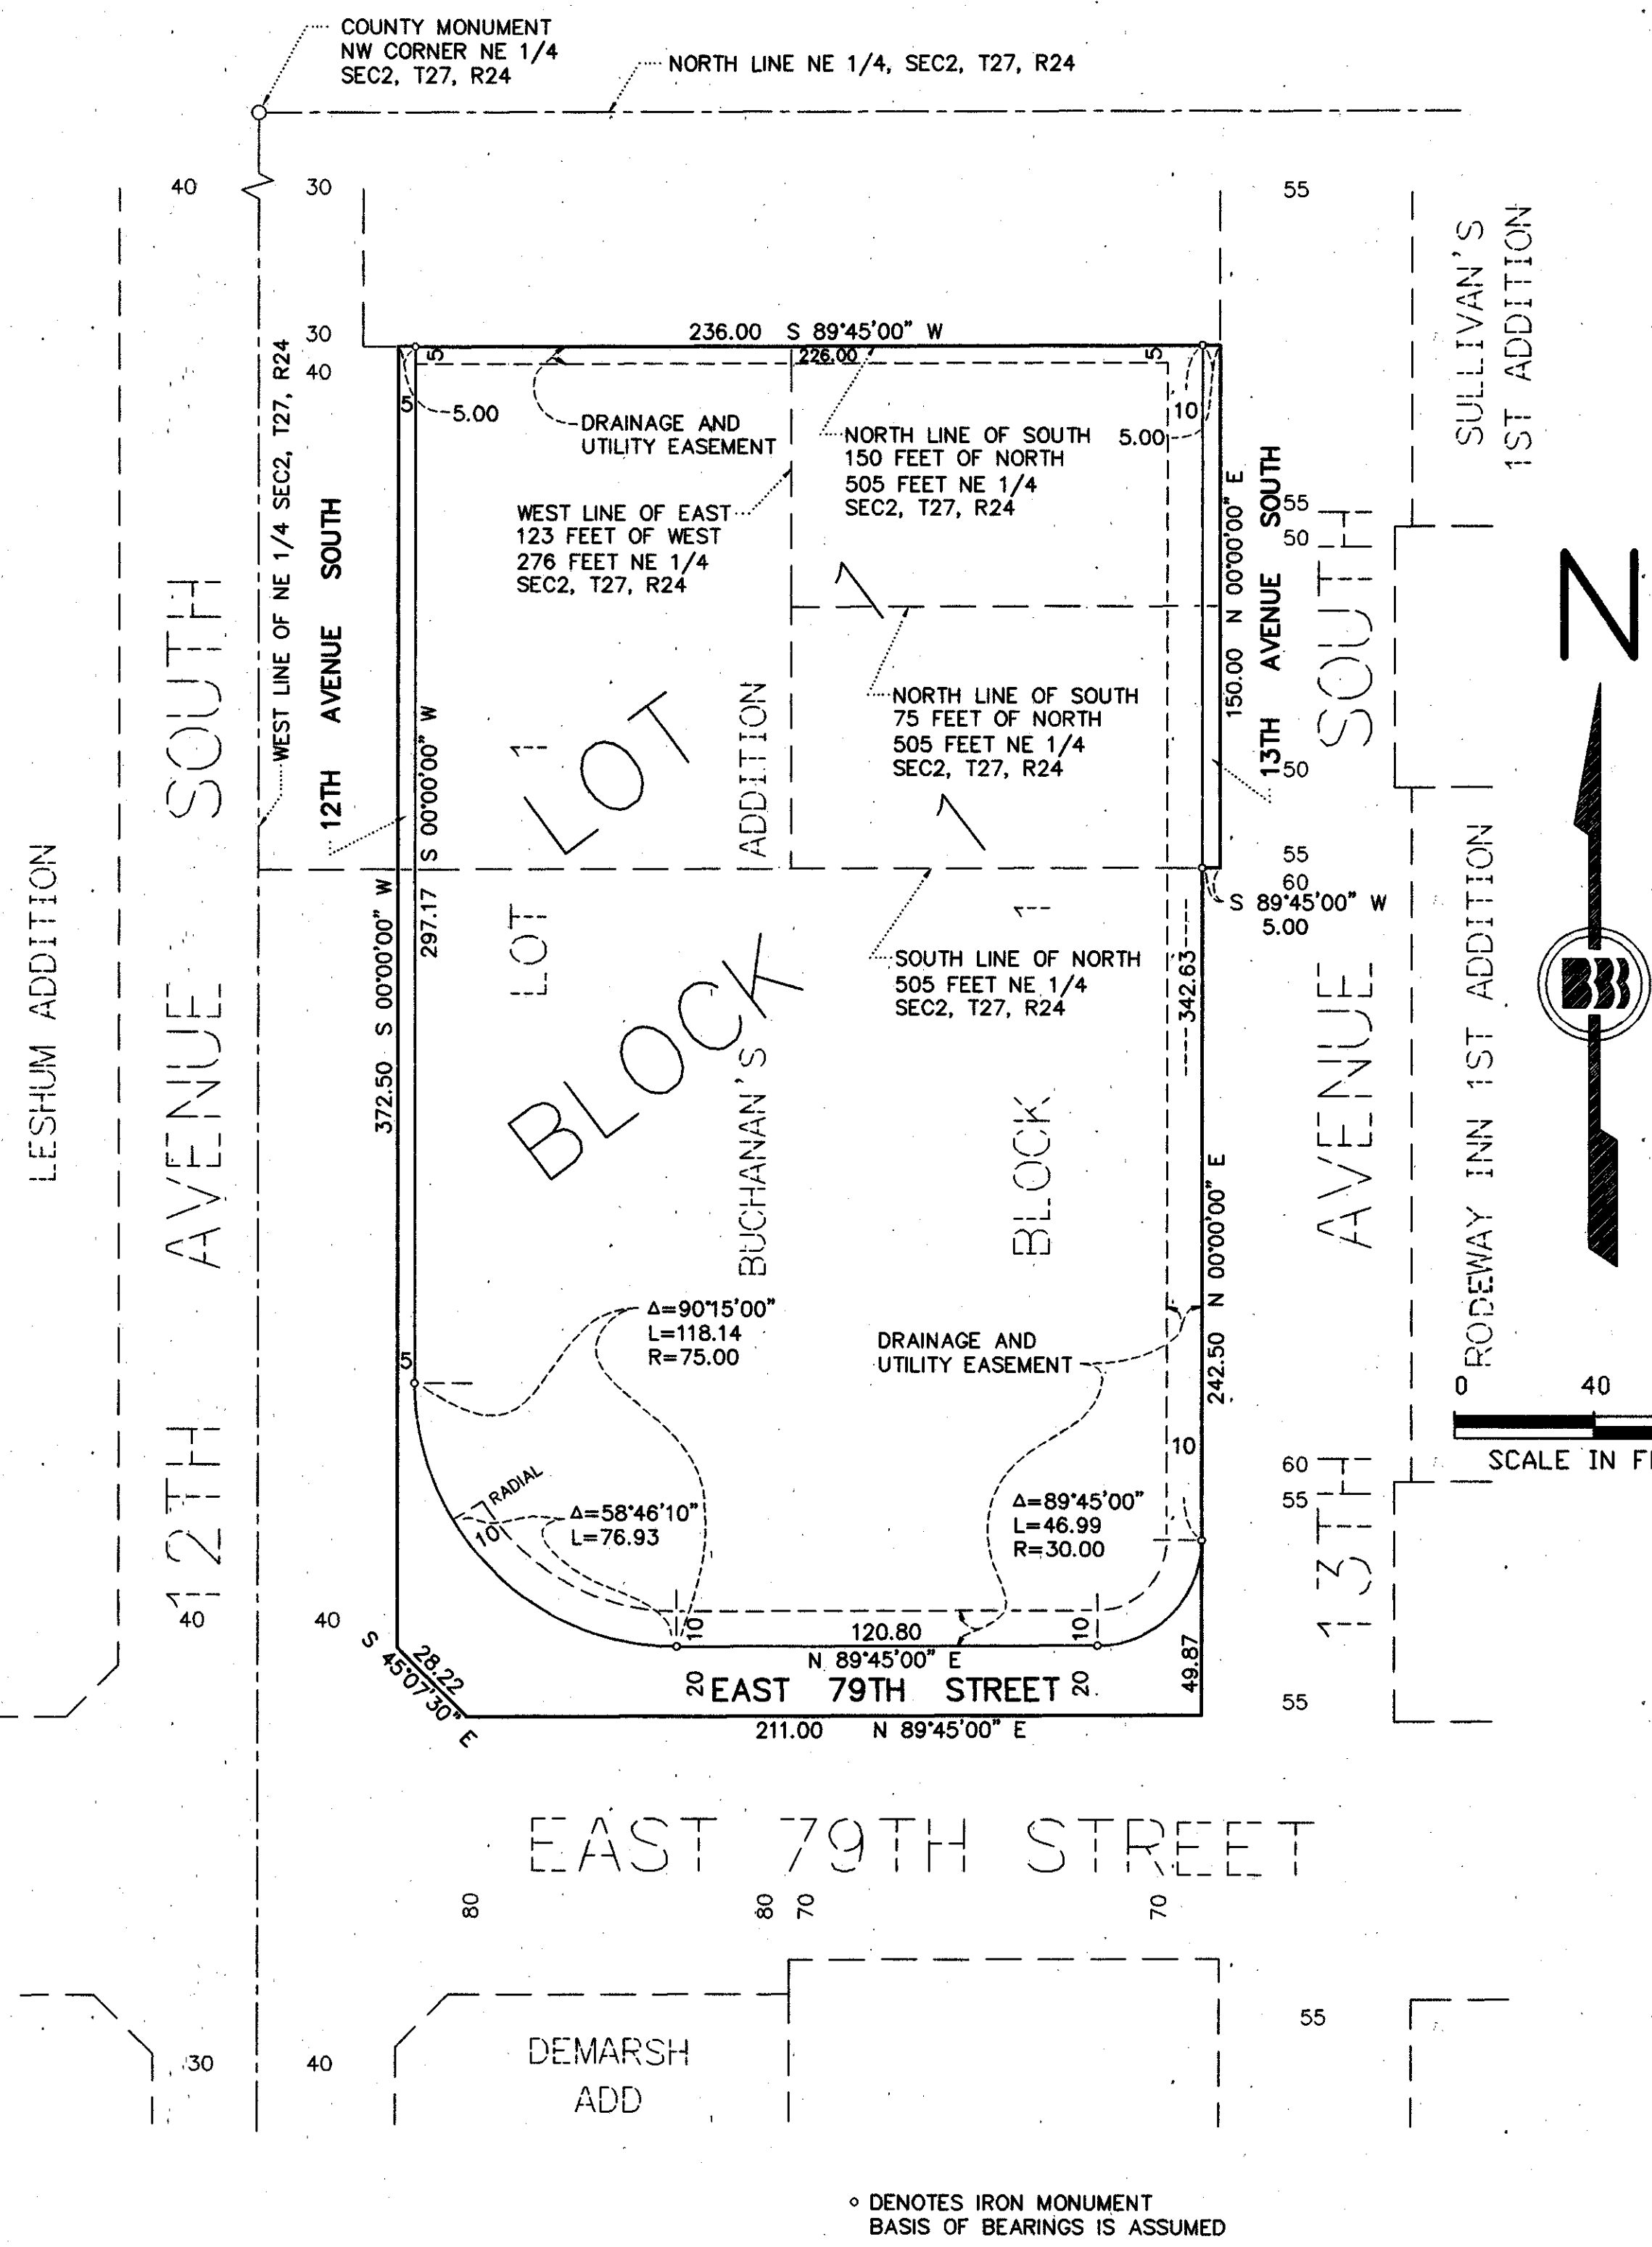 COUNTY MONUMENT
NW CORNER NE 1/4
SEC2, T27, R24
NORTH LINE NE 1/4, SEC2, T27, R24
40
30
55
SULLIVAN'S
1ST ADDITION
30
40
236.00 S 89°45'00" W
226.00
5
5
5
5.00
10
5.00
DRAINAGE AND
UTILITY EASEMENT
NORTH LINE OF SOUTH
150 FEET OF NORTH
505 FEET NE 1/4
SEC2, T27, R24
WEST LINE OF EAST
123 FEET OF WEST
276 FEET NE 1/4
SEC2, T27, R24
WEST LINE OF NE 1/4 SEC2, T27, R24
12TH AVENUE SOUTH
150.00 N 00°00'00" E
13TH AVENUE SOUTH
55
50
50
N
NORTH LINE OF SOUTH
75 FEET OF NORTH
505 FEET NE 1/4
SEC2, T27, R24
LOT 1
BLOCK 1
LOT 1
BLOCK 1
BUCHANAN'S ADDITION
297.17 S 00°00'00" W
372.50 S 00°00'00" W
55
60
S 89°45'00" W
5.00
SOUTH LINE OF NORTH
505 FEET NE 1/4
SEC2, T27, R24
342.63
242.50 N 00°00'00" E
LESHUM ADDITION
12TH AVENUE SOUTH
13TH AVENUE SOUTH
RODEWAY INN 1ST ADDITION
BBB
0 40
SCALE IN
Δ=90°15'00"
L=118.14
R=75.00
DRAINAGE AND
UTILITY EASEMENT
5
10
60
55
RADIAL
10
Δ=58°46'10"
L=76.93
Δ=89°45'00"
L=46.99
R=30.00
40
40
10
120.80
10
N 89°45'00" E
28.22
S 45°07'30" E
20
EAST 79TH STREET
20
49.87
55
211.00 N 89°45'00" E
EAST 79TH STREET
80
80
70
70
30
40
DEMARSH
ADD
55
DENOTES IRON MONUMENT
BASIS OF BEARINGS IS ASSUMED